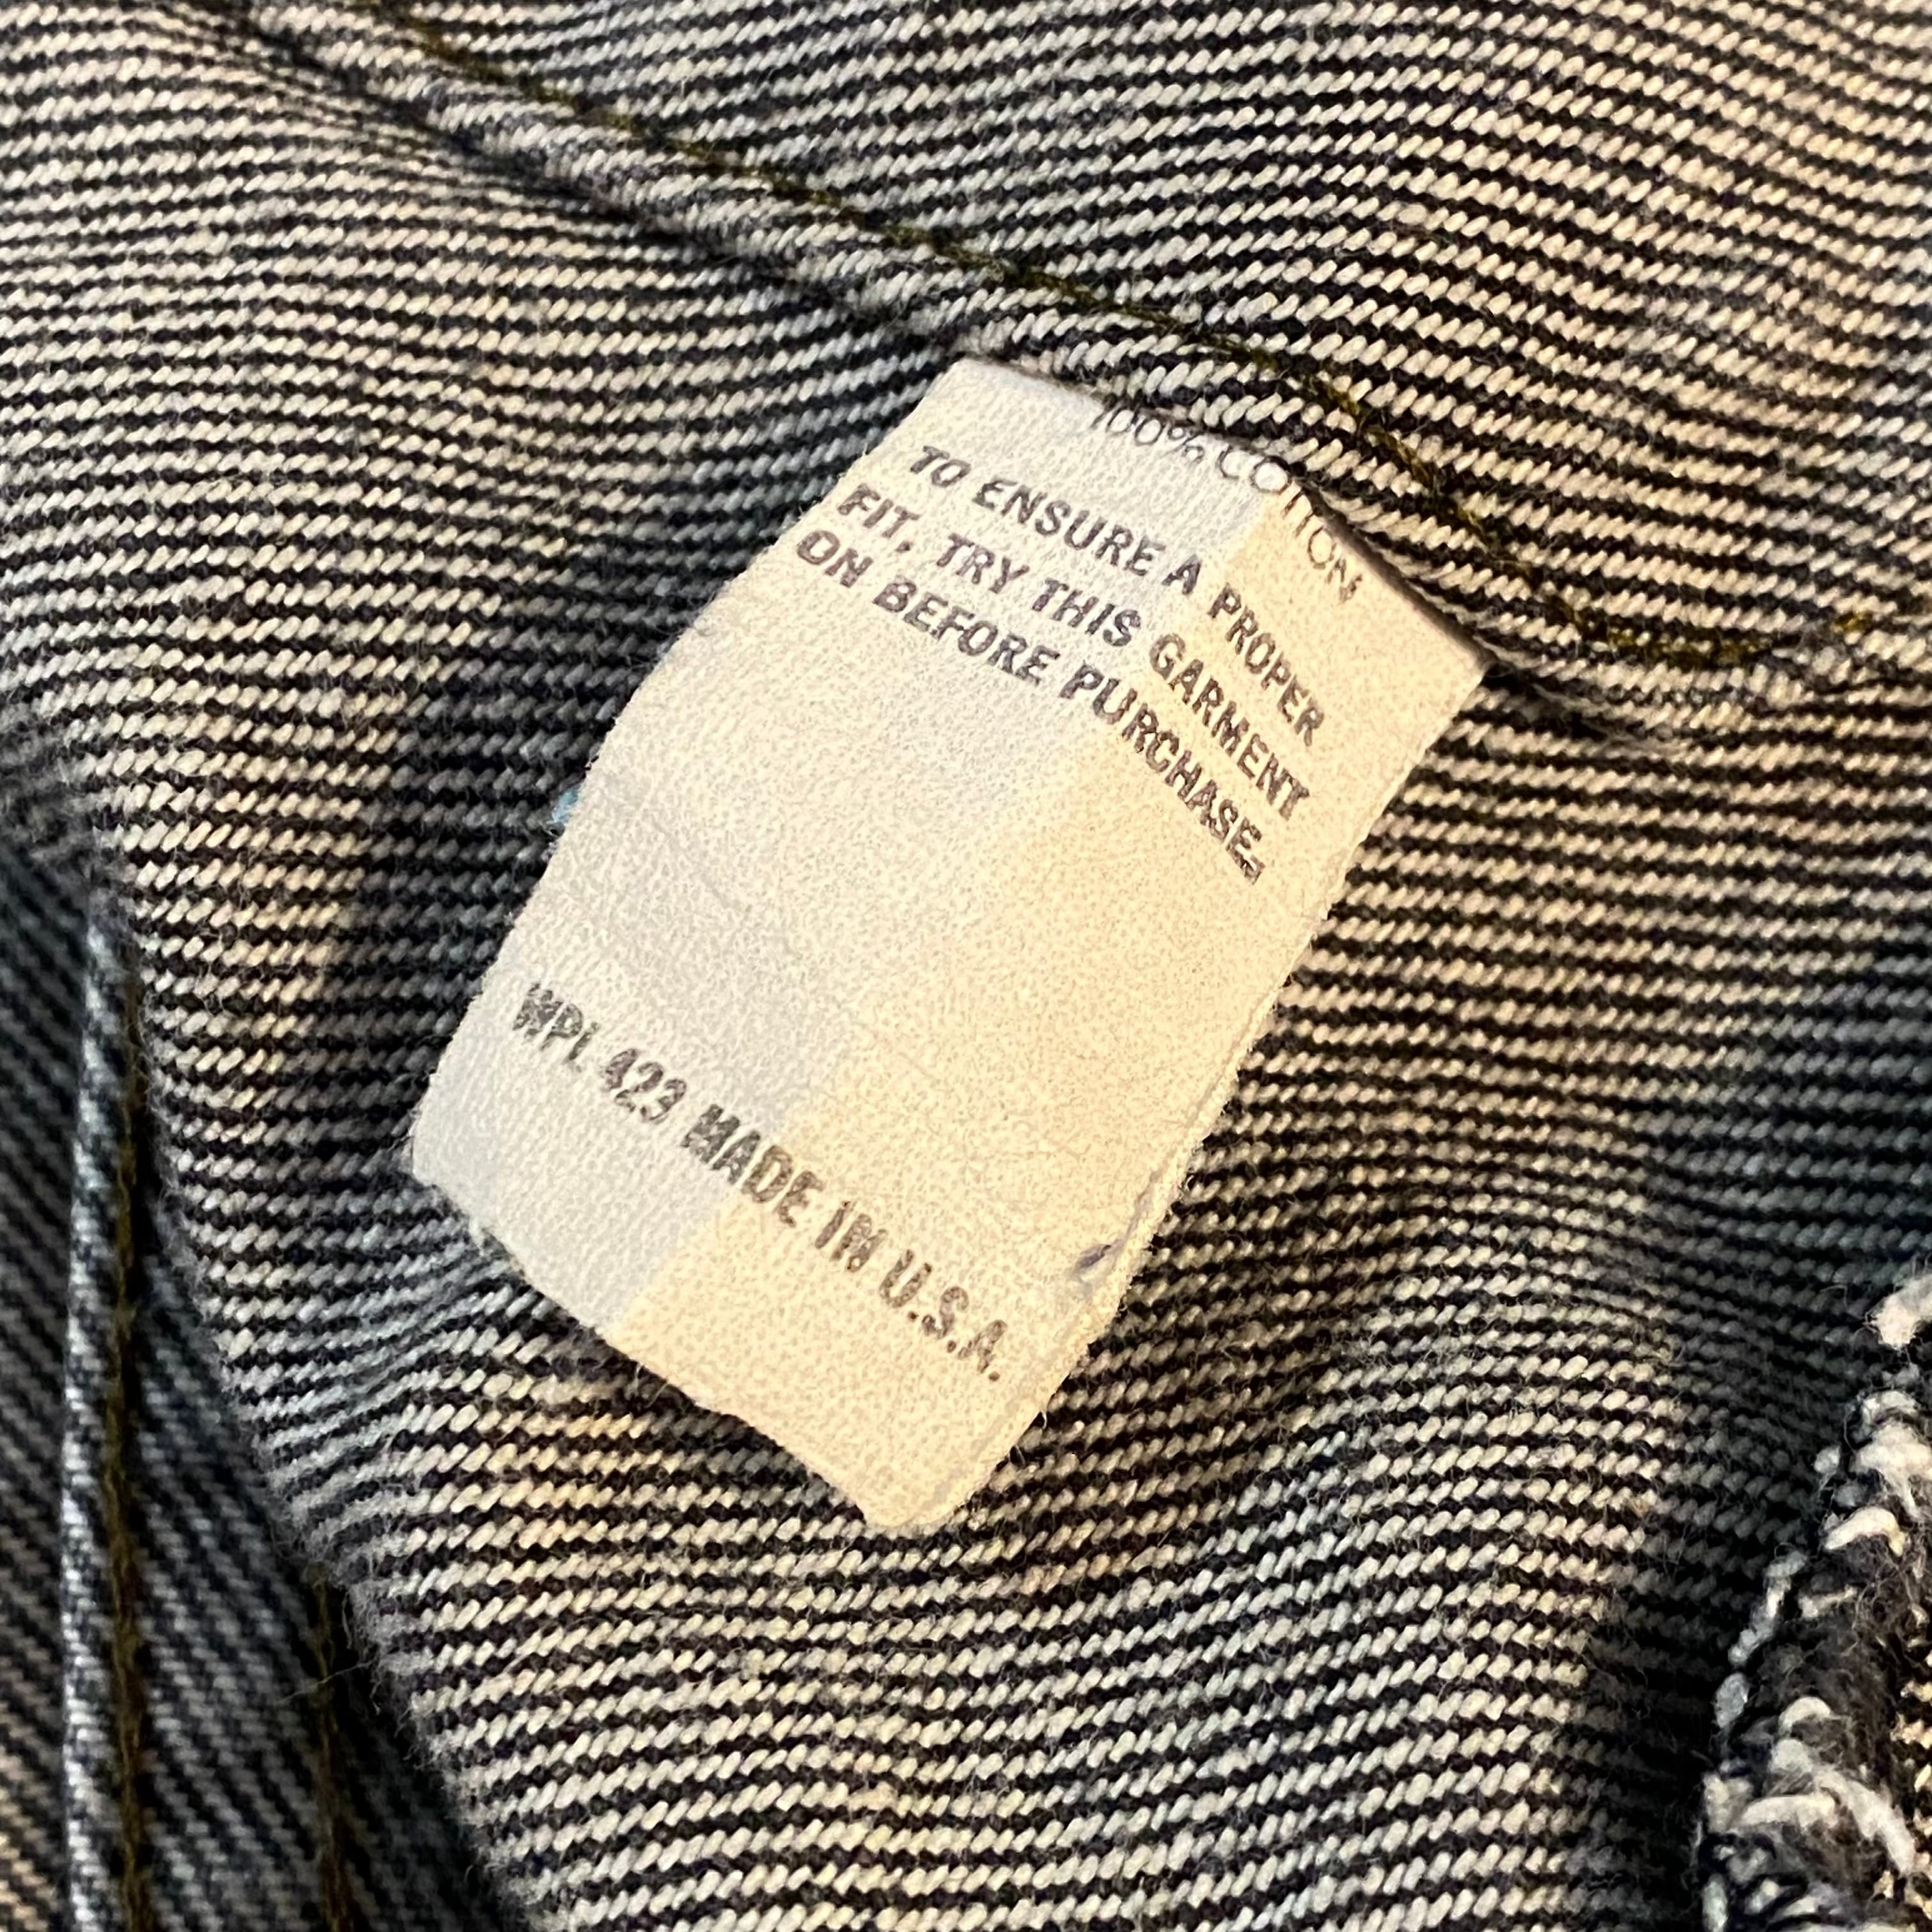 100% COTTON
TO ENSURE A PROPER
FIT, TRY THIS GARMENT
ON BEFORE PURCHASE.
WPL 423 MADE IN U.S.A.